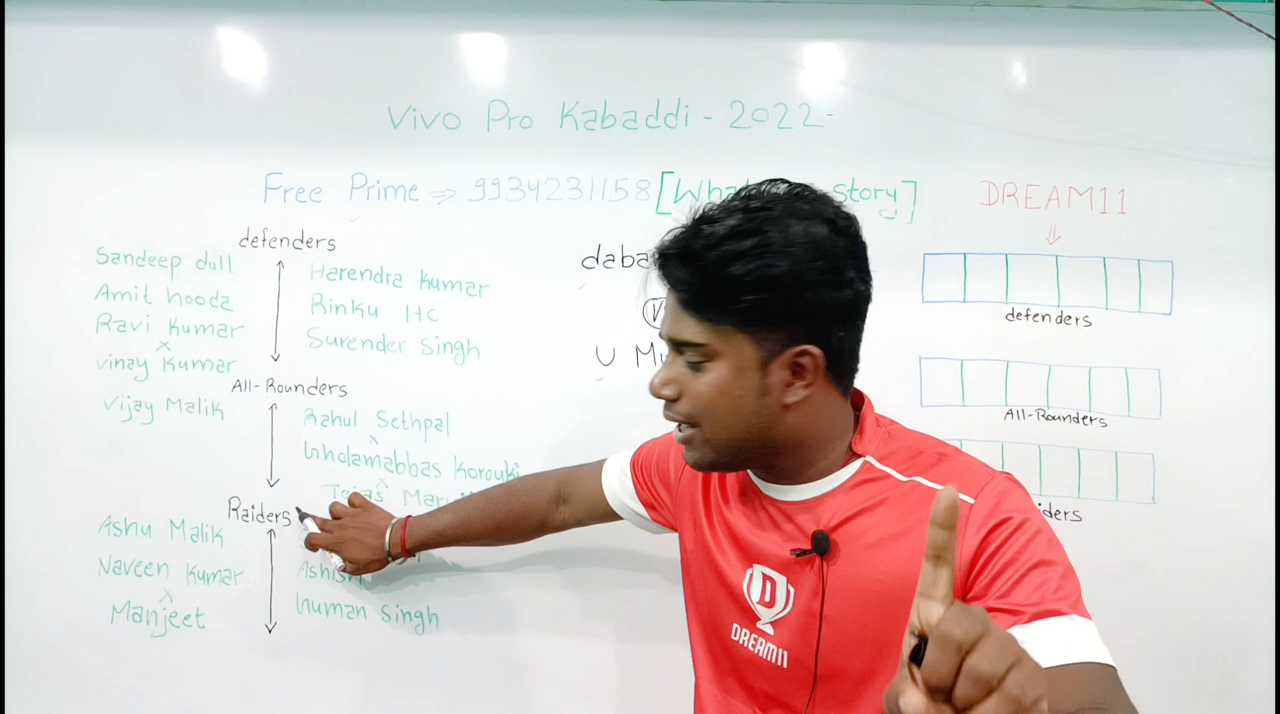 Vivo Pro Kabaddi - 2022-
Free Prime ⇒ 9934231158 [ story]
DREAM11
⇓
defenders
Sandeep dull
Amit hooda
Ravi Kumar
x
Vinay Kumar
Harendra Kumar
Rinku HC
Surender Singh
All-Rounders
Vijay Malik
Rahul Sethpal
x
Gholamabbas Korouki
x
Tejas
Raiders
Ashu Malik
Naveen Kumar
x
Manjeet
Ashish
human Singh
U
defenders
All-Rounders
D
DREAM11